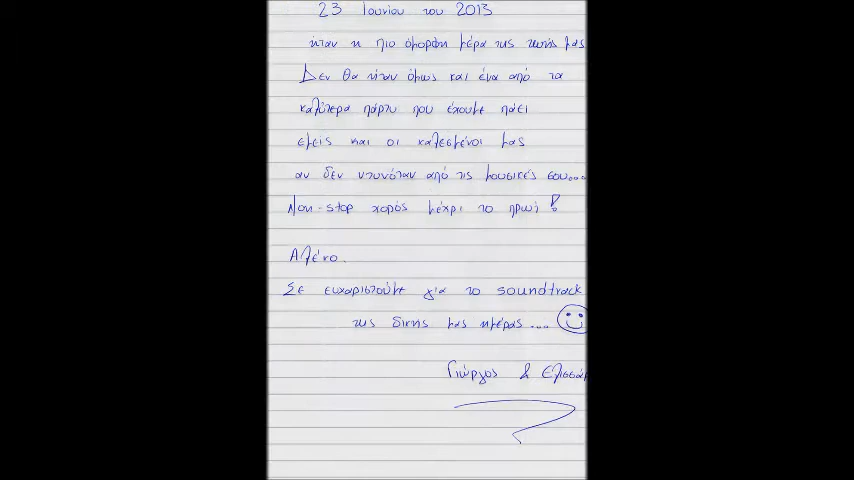 23 Ιουνίου του 2013
ήταν η πιο όμορφη μέρα της ζωής μας
Δεν θα ήταν όμως και ένα από τα
καλύτερα πάρτυ που έχουμε πάει
εμείς και οι καλεσμένοι μας
αν δεν ντυνόταν από τις μουσικές σου...
Non-stop χορός μέχρι το πρωί!
Αλέκο.
Σε ευχαριστούμε για το soundtrack
της δικής μας ημέρας....
Γιώργος &